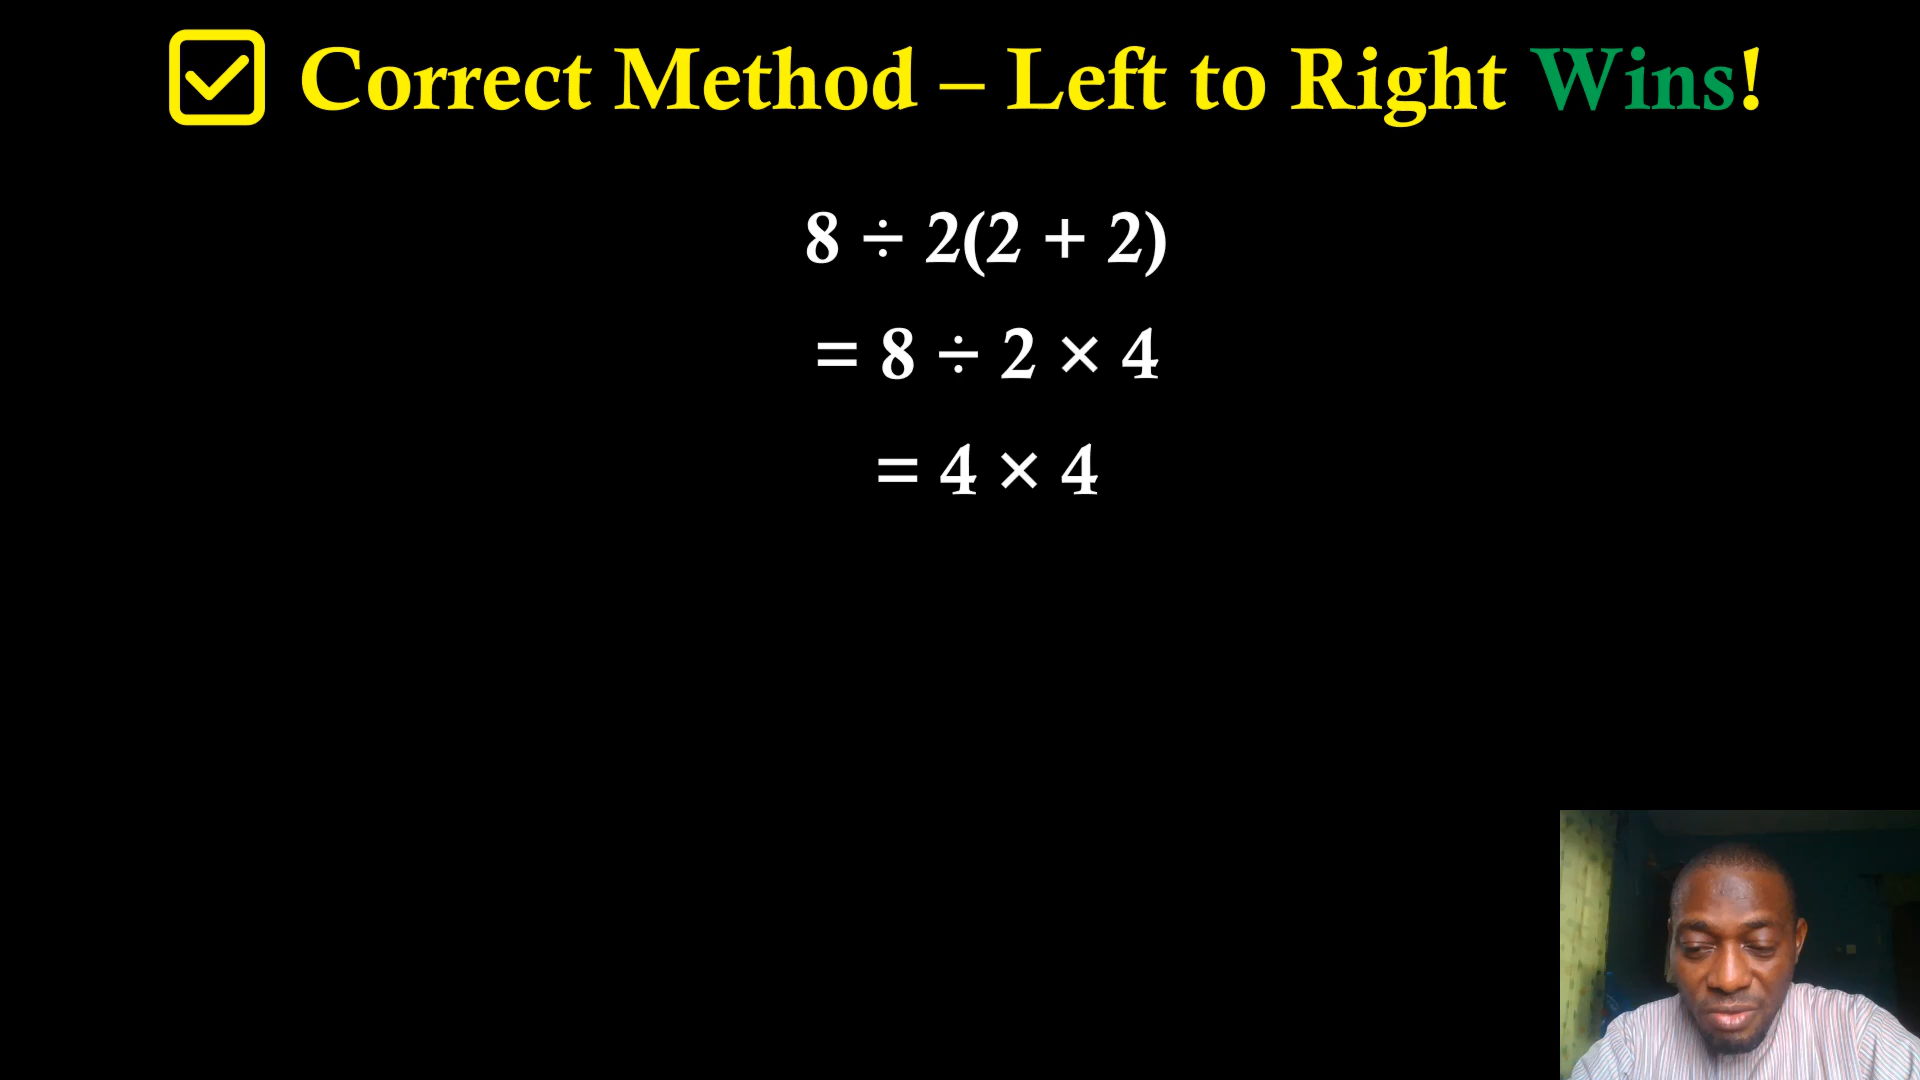 Correct Method – Left to Right Wins!
8 ÷ 2(2 + 2)
= 8 ÷ 2 × 4
= 4 × 4